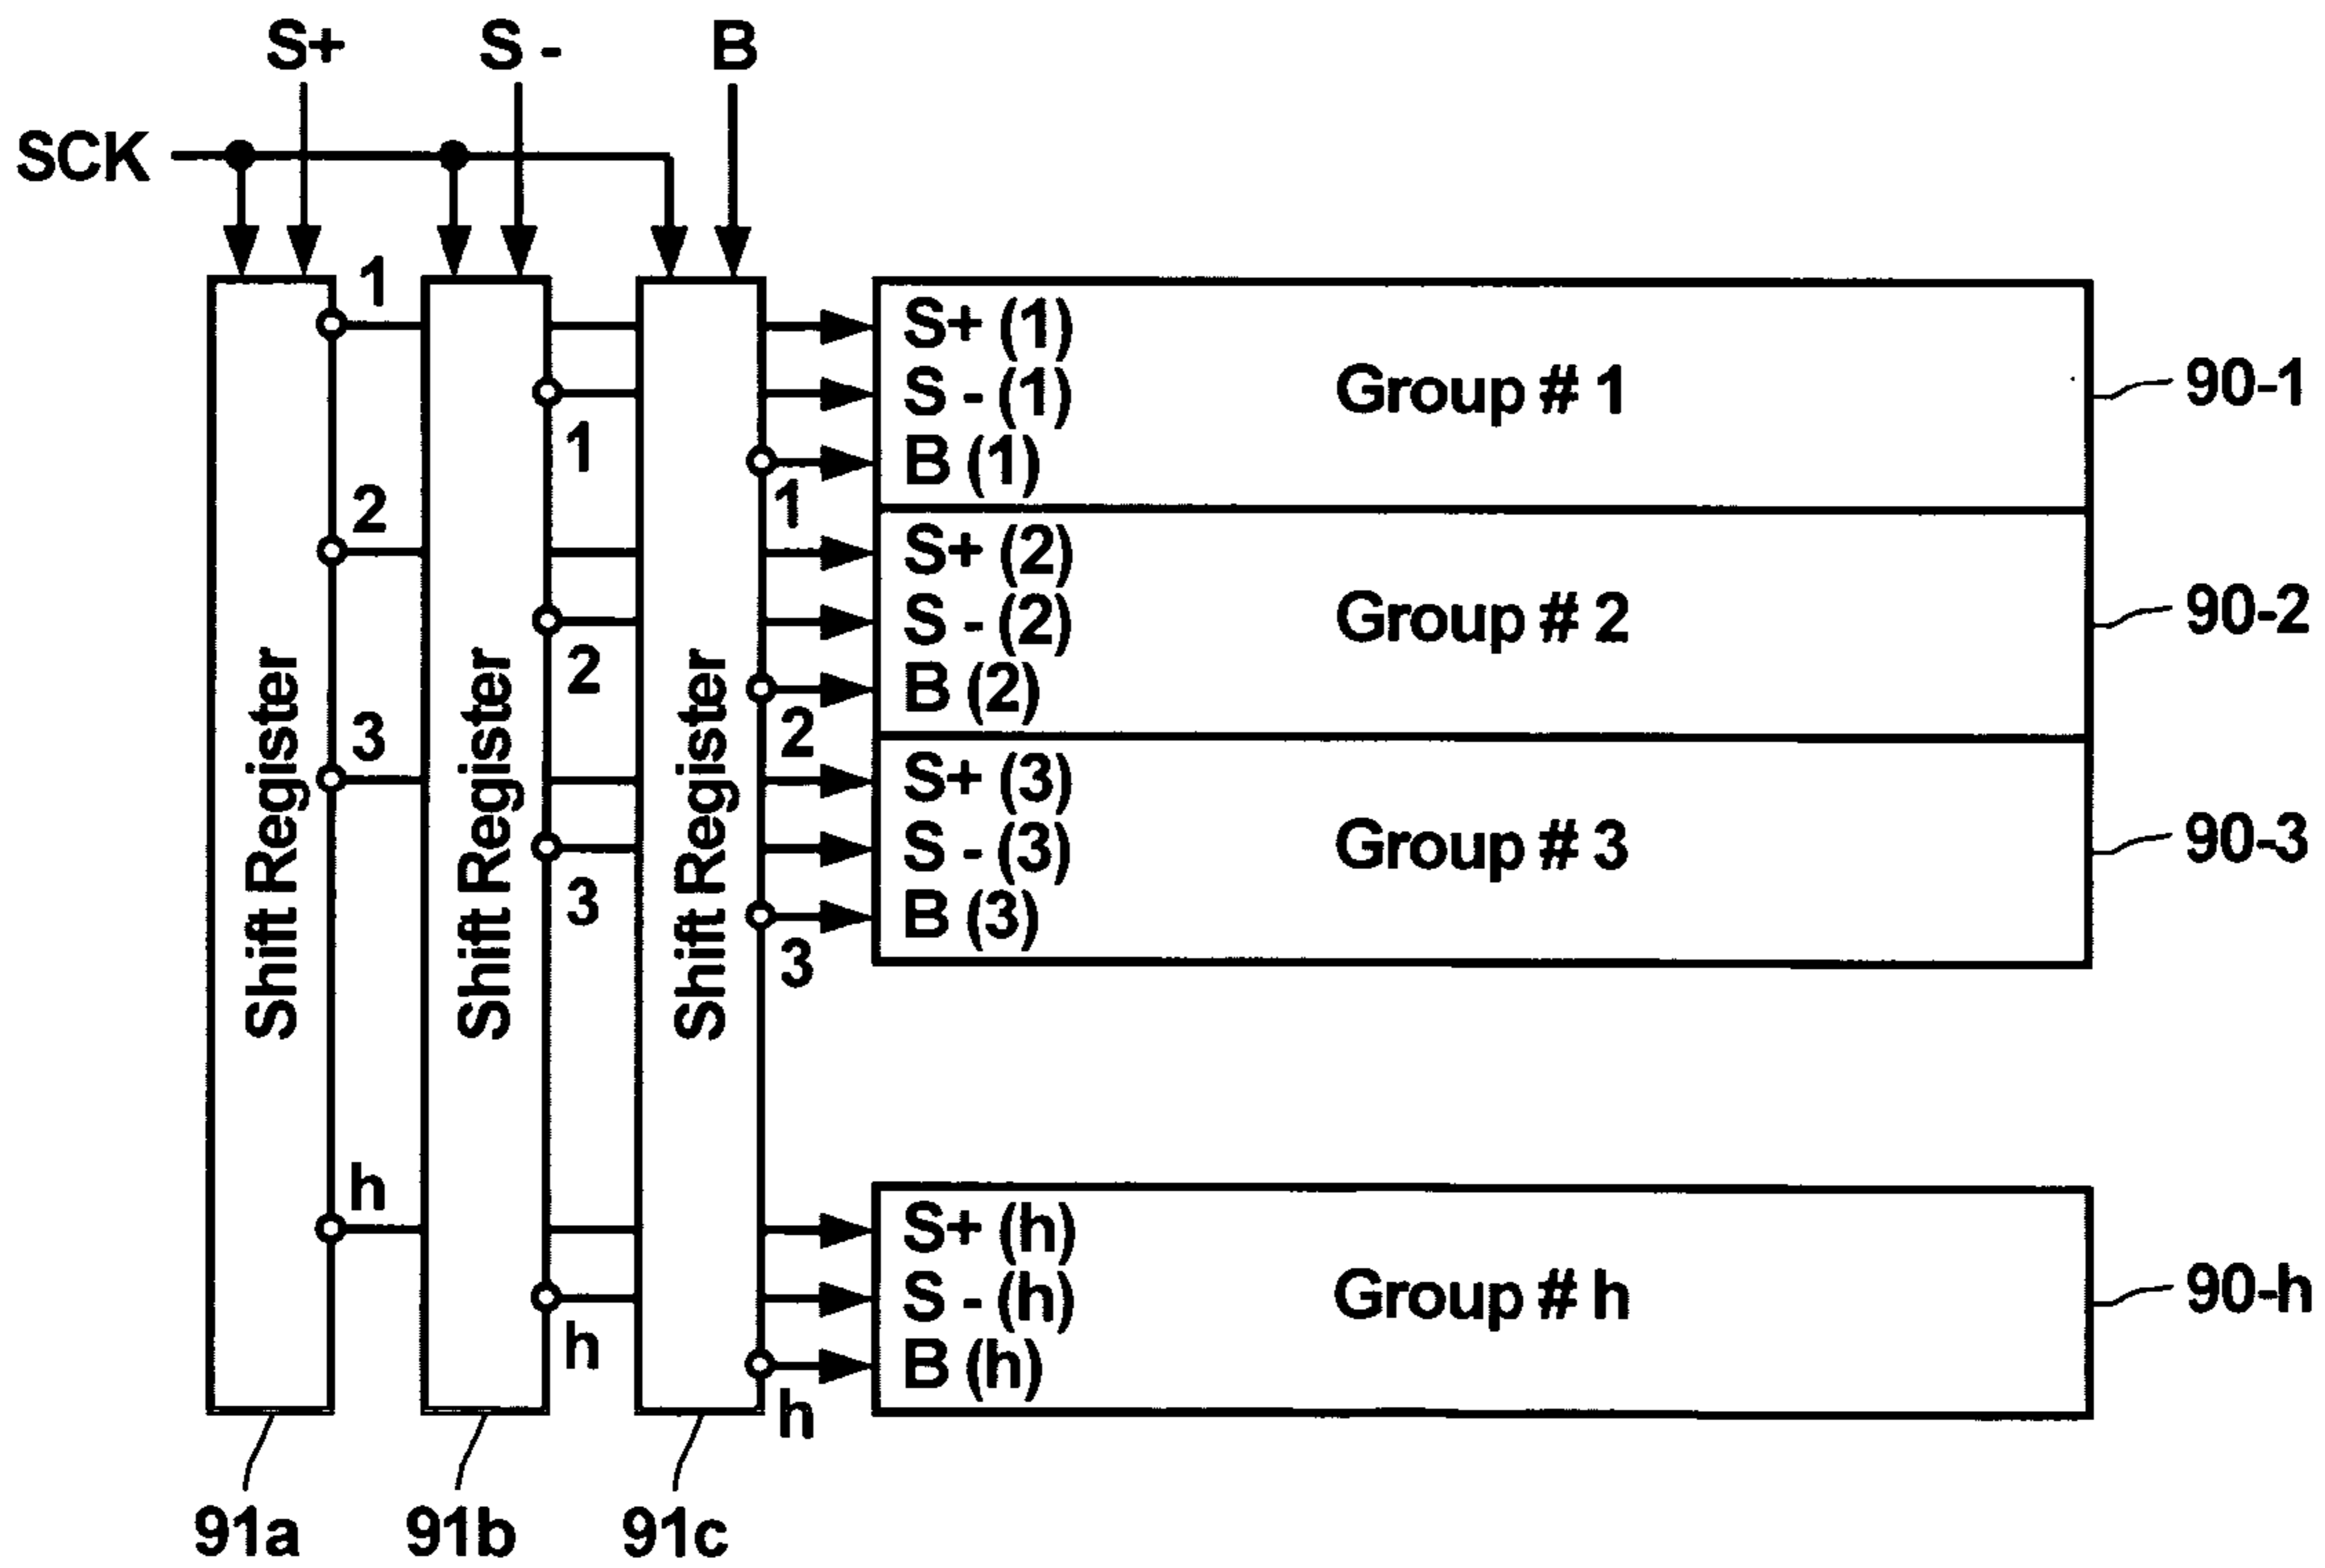 S+ S - B
SCK
1
S+ (1)
S - (1)
Group # 1
90-1
1
B (1)
1
2
S+ (2)
S - (2)
Group # 2
90-2
2
B (2)
2
3
S+ (3)
S - (3)
Group # 3
90-3
3
B (3)
3
Shift Register
Shift Register
Shift Register
h
S+ (h)
S - (h)
Group # h
90-h
h
B (h)
h
91a 91b 91c